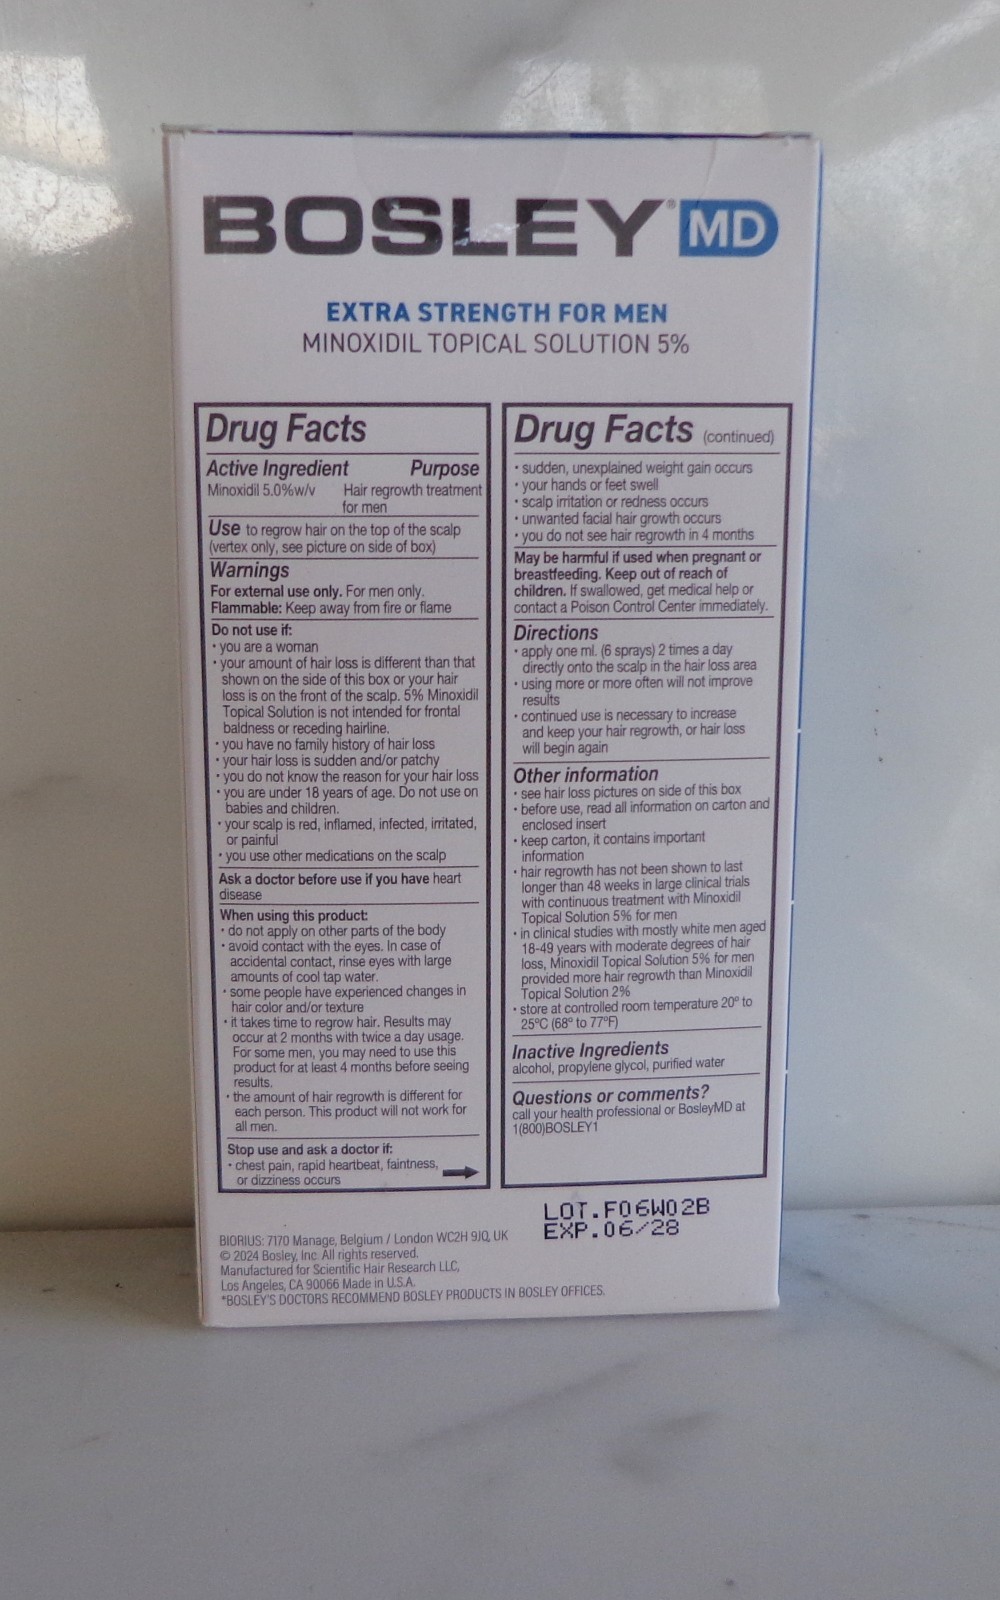 BOSLEY® MD
EXTRA STRENGTH FOR MEN
MINOXIDIL TOPICAL SOLUTION 5%
Drug Facts
Active Ingredient Purpose
Minoxidil 5.0%w/v Hair regrowth treatment
for men
Use to regrow hair on the top of the scalp
(vertex only, see picture on side of box)
Warnings
For external use only. For men only.
Flammable: Keep away from fire or flame
Do not use if:
• you are a woman
• your amount of hair loss is different than that
shown on the side of this box or your hair
loss is on the front of the scalp. 5% Minoxidil
Topical Solution is not intended for frontal
baldness or receding hairline.
• you have no family history of hair loss
• your hair loss is sudden and/or patchy
• you do not know the reason for your hair loss
• you are under 18 years of age. Do not use on
babies and children.
• your scalp is red, inflamed, infected, irritated,
or painful
• you use other medications on the scalp
Ask a doctor before use if you have heart
disease
When using this product:
• do not apply on other parts of the body
• avoid contact with the eyes. In case of
accidental contact, rinse eyes with large
amounts of cool tap water.
• some people have experienced changes in
hair color and/or texture
• it takes time to regrow hair. Results may
occur at 2 months with twice a day usage.
For some men, you may need to use this
product for at least 4 months before seeing
results.
• the amount of hair regrowth is different for
each person. This product will not work for
all men.
Stop use and ask a doctor if:
• chest pain, rapid heartbeat, faintness,
or dizziness occurs
Drug Facts (continued)
• sudden, unexplained weight gain occurs
• your hands or feet swell
• scalp irritation or redness occurs
• unwanted facial hair growth occurs
• you do not see hair regrowth in 4 months
May be harmful if used when pregnant or
breastfeeding. Keep out of reach of
children. If swallowed, get medical help or
contact a Poison Control Center immediately.
Directions
• apply one ml. (6 sprays) 2 times a day
directly onto the scalp in the hair loss area
• using more or more often will not improve
results
• continued use is necessary to increase
and keep your hair regrowth, or hair loss
will begin again
Other information
• see hair loss pictures on side of this box
• before use, read all information on carton and
enclosed insert
• keep carton, it contains important
information
• hair regrowth has not been shown to last
longer than 48 weeks in large clinical trials
with continuous treatment with Minoxidil
Topical Solution 5% for men
• in clinical studies with mostly white men aged
18-49 years with moderate degrees of hair
loss, Minoxidil Topical Solution 5% for men
provided more hair regrowth than Minoxidil
Topical Solution 2%
• store at controlled room temperature 20° to
25°C (68° to 77°F)
Inactive Ingredients
alcohol, propylene glycol, purified water
Questions or comments?
call your health professional or BosleyMD at
1(800)BOSLEY1
LOT.F06W02B
EXP.06/28
BIORIUS: 7170 Manage, Belgium / London WC2H 9JQ, UK
© 2024 Bosley, Inc. All rights reserved.
Manufactured for Scientific Hair Research LLC,
Los Angeles, CA 90066 Made in U.S.A.
*BOSLEY'S DOCTORS RECOMMEND BOSLEY PRODUCTS IN BOSLEY OFFICES.